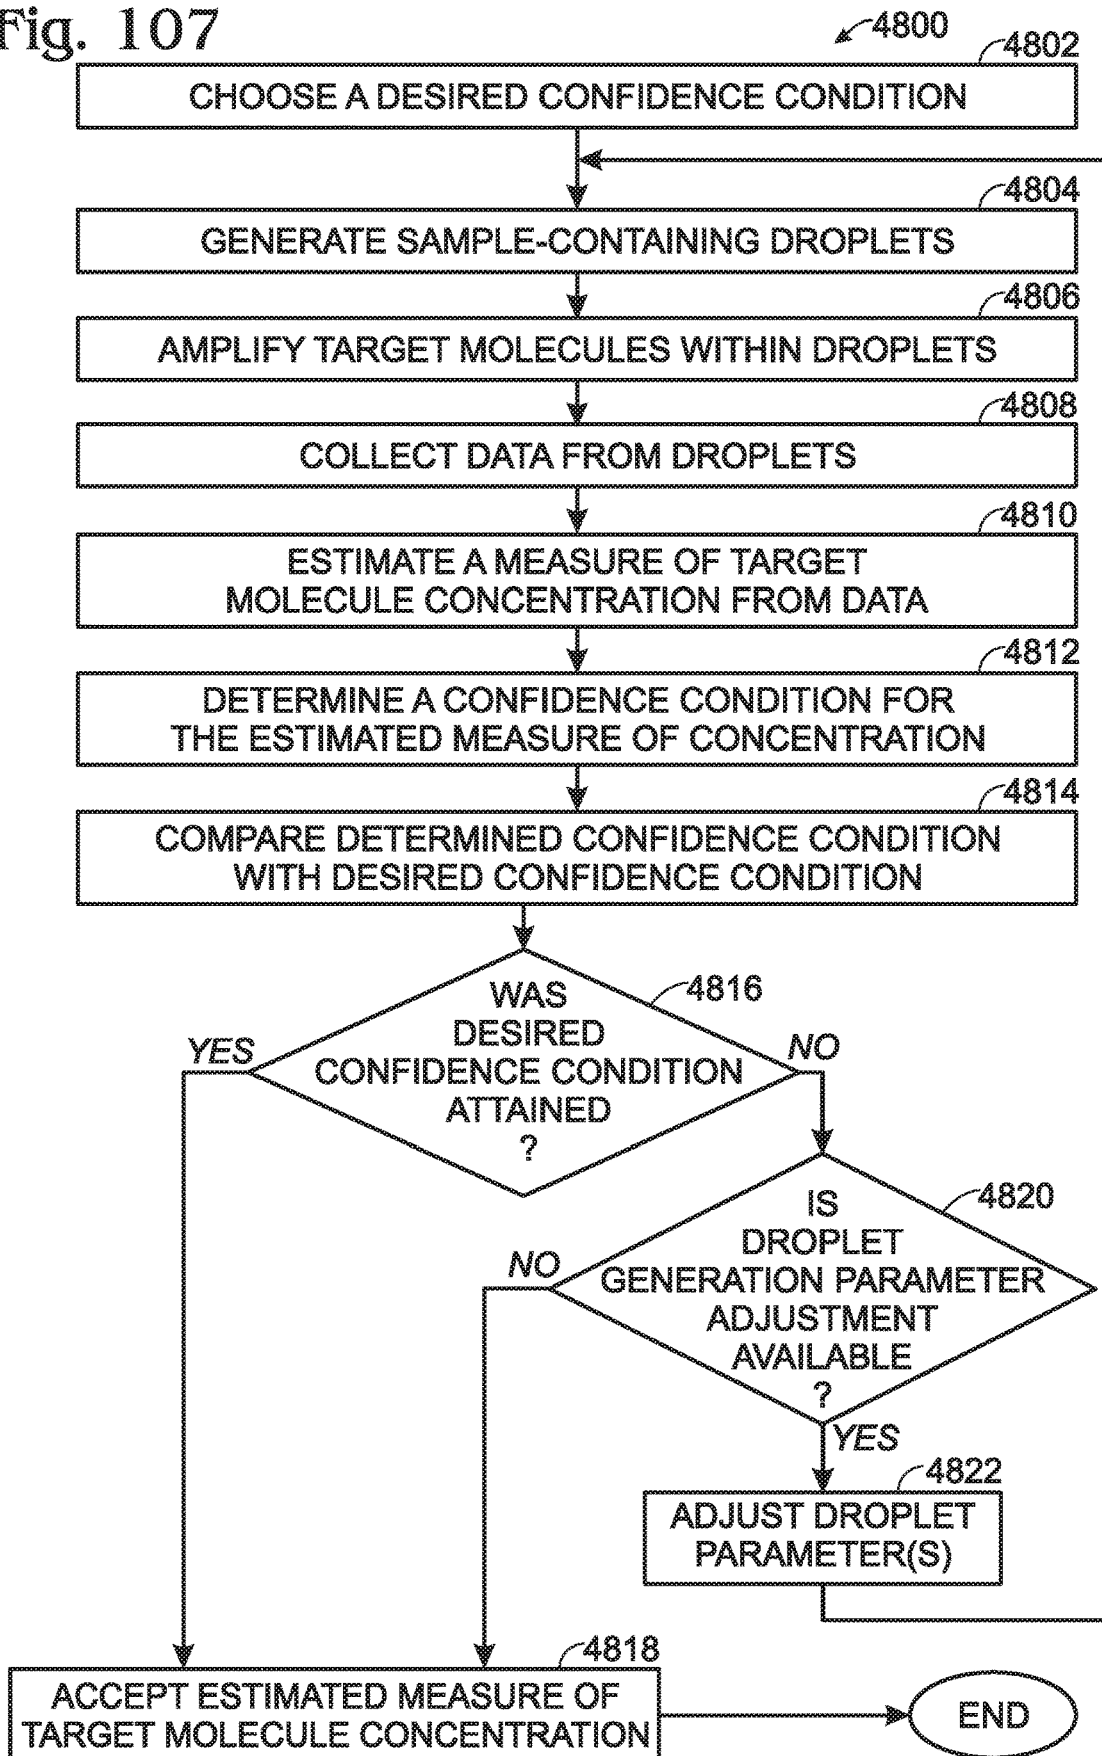 Fig. 107
4800
4802
CHOOSE A DESIRED CONFIDENCE CONDITION
4804
GENERATE SAMPLE-CONTAINING DROPLETS
4806
AMPLIFY TARGET MOLECULES WITHIN DROPLETS
4808
COLLECT DATA FROM DROPLETS
4810
ESTIMATE A MEASURE OF TARGET
MOLECULE CONCENTRATION FROM DATA
4812
DETERMINE A CONFIDENCE CONDITION FOR
THE ESTIMATED MEASURE OF CONCENTRATION
4814
COMPARE DETERMINED CONFIDENCE CONDITION
WITH DESIRED CONFIDENCE CONDITION
4816
WAS
DESIRED
CONFIDENCE CONDITION
ATTAINED
?
YES
NO
4820
IS
DROPLET
GENERATION PARAMETER
ADJUSTMENT
AVAILABLE
?
NO
YES
4822
ADJUST DROPLET
PARAMETER(S)
4818
ACCEPT ESTIMATED MEASURE OF
TARGET MOLECULE CONCENTRATION
END